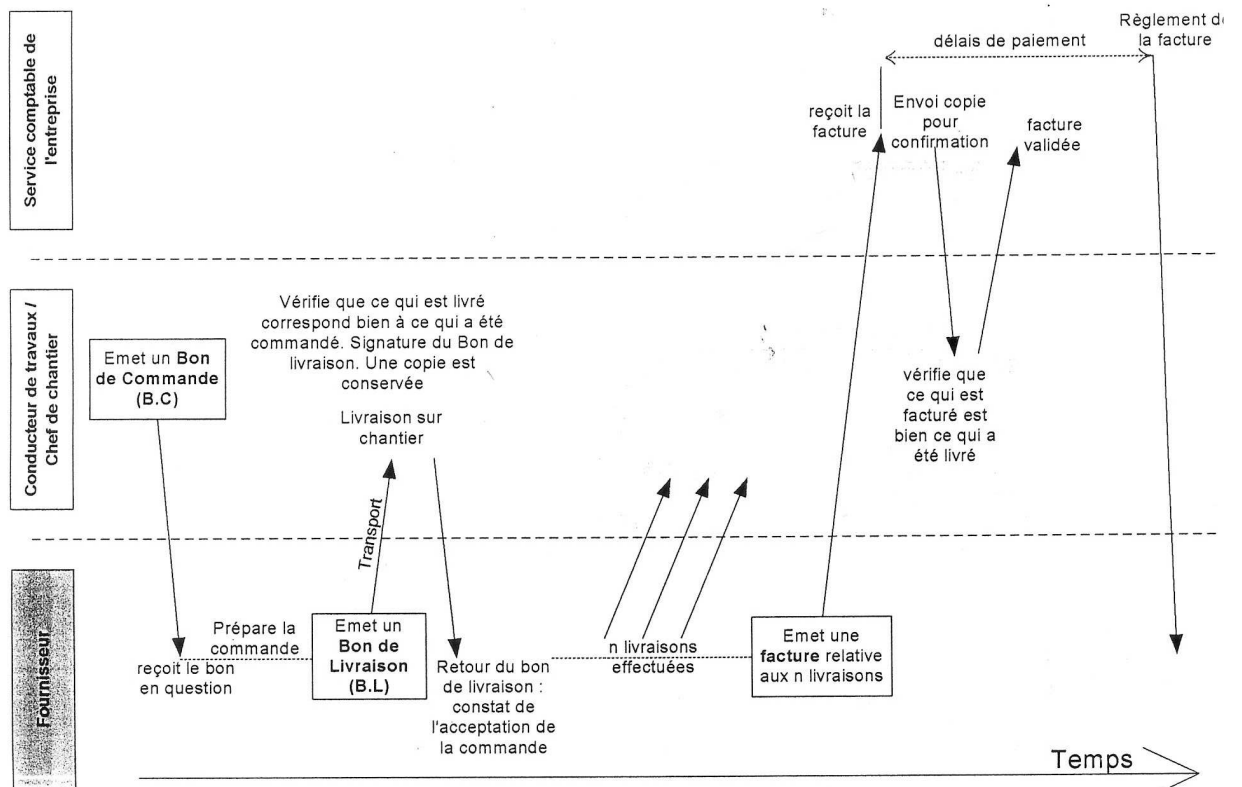 Service comptable de
l'entreprise
reçoit la
facture
délais de paiement
Envoi copie
pour
confirmation
facture
validée
Règlement de
la facture
Conducteur de travaux /
Chef de chantier
Emet un Bon
de Commande
(B.C)
Vérifie que ce qui est livré
correspond bien à ce qui a été
commandé. Signature du Bon de
livraison. Une copie est
conservée
Livraison sur
chantier
Transport
vérifie que
ce qui est
facturé est
bien ce qui a
été livré
Fournisseur
reçoit le bon
en question
Prépare la
commande
Emet un
Bon de
Livraison
(B.L)
Retour du bon
de livraison :
constat de
l'acceptation de
la commande
n livraisons
effectuées
Emet une
facture relative
aux n livraisons
Temps